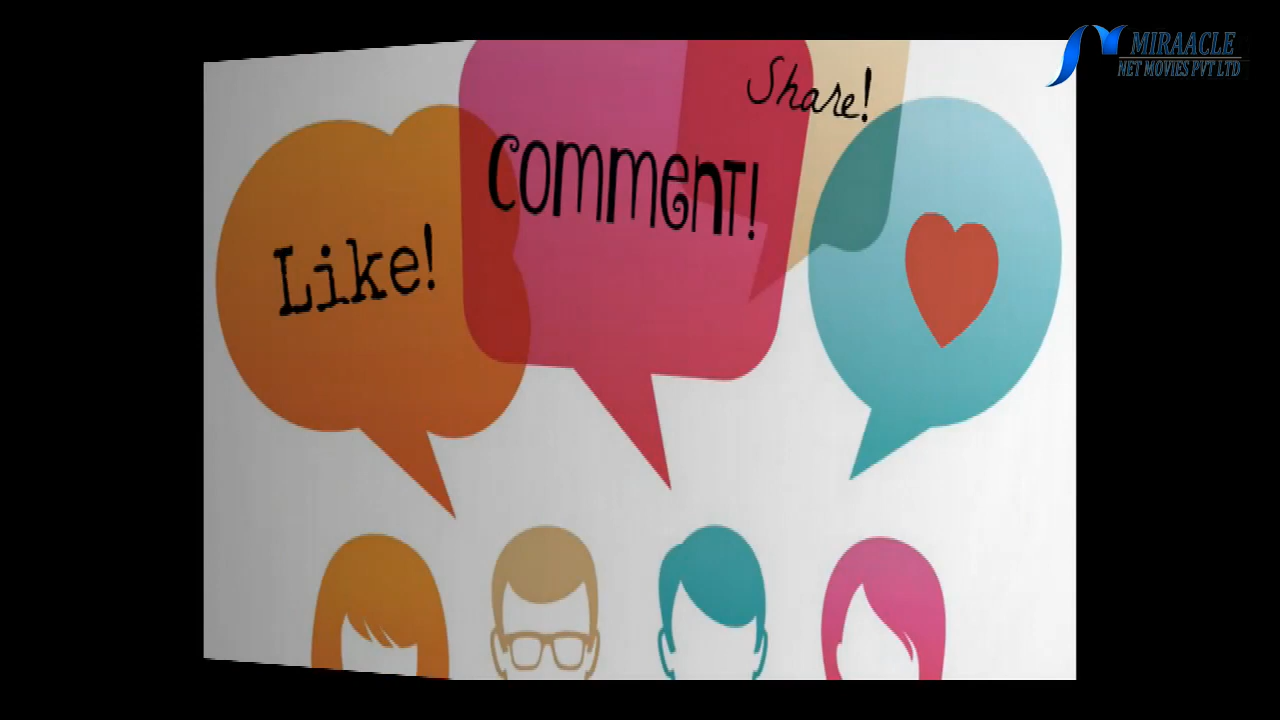 MIRAACLE
NET MOVIES PVT LTD
Share!
Comment!
Like!